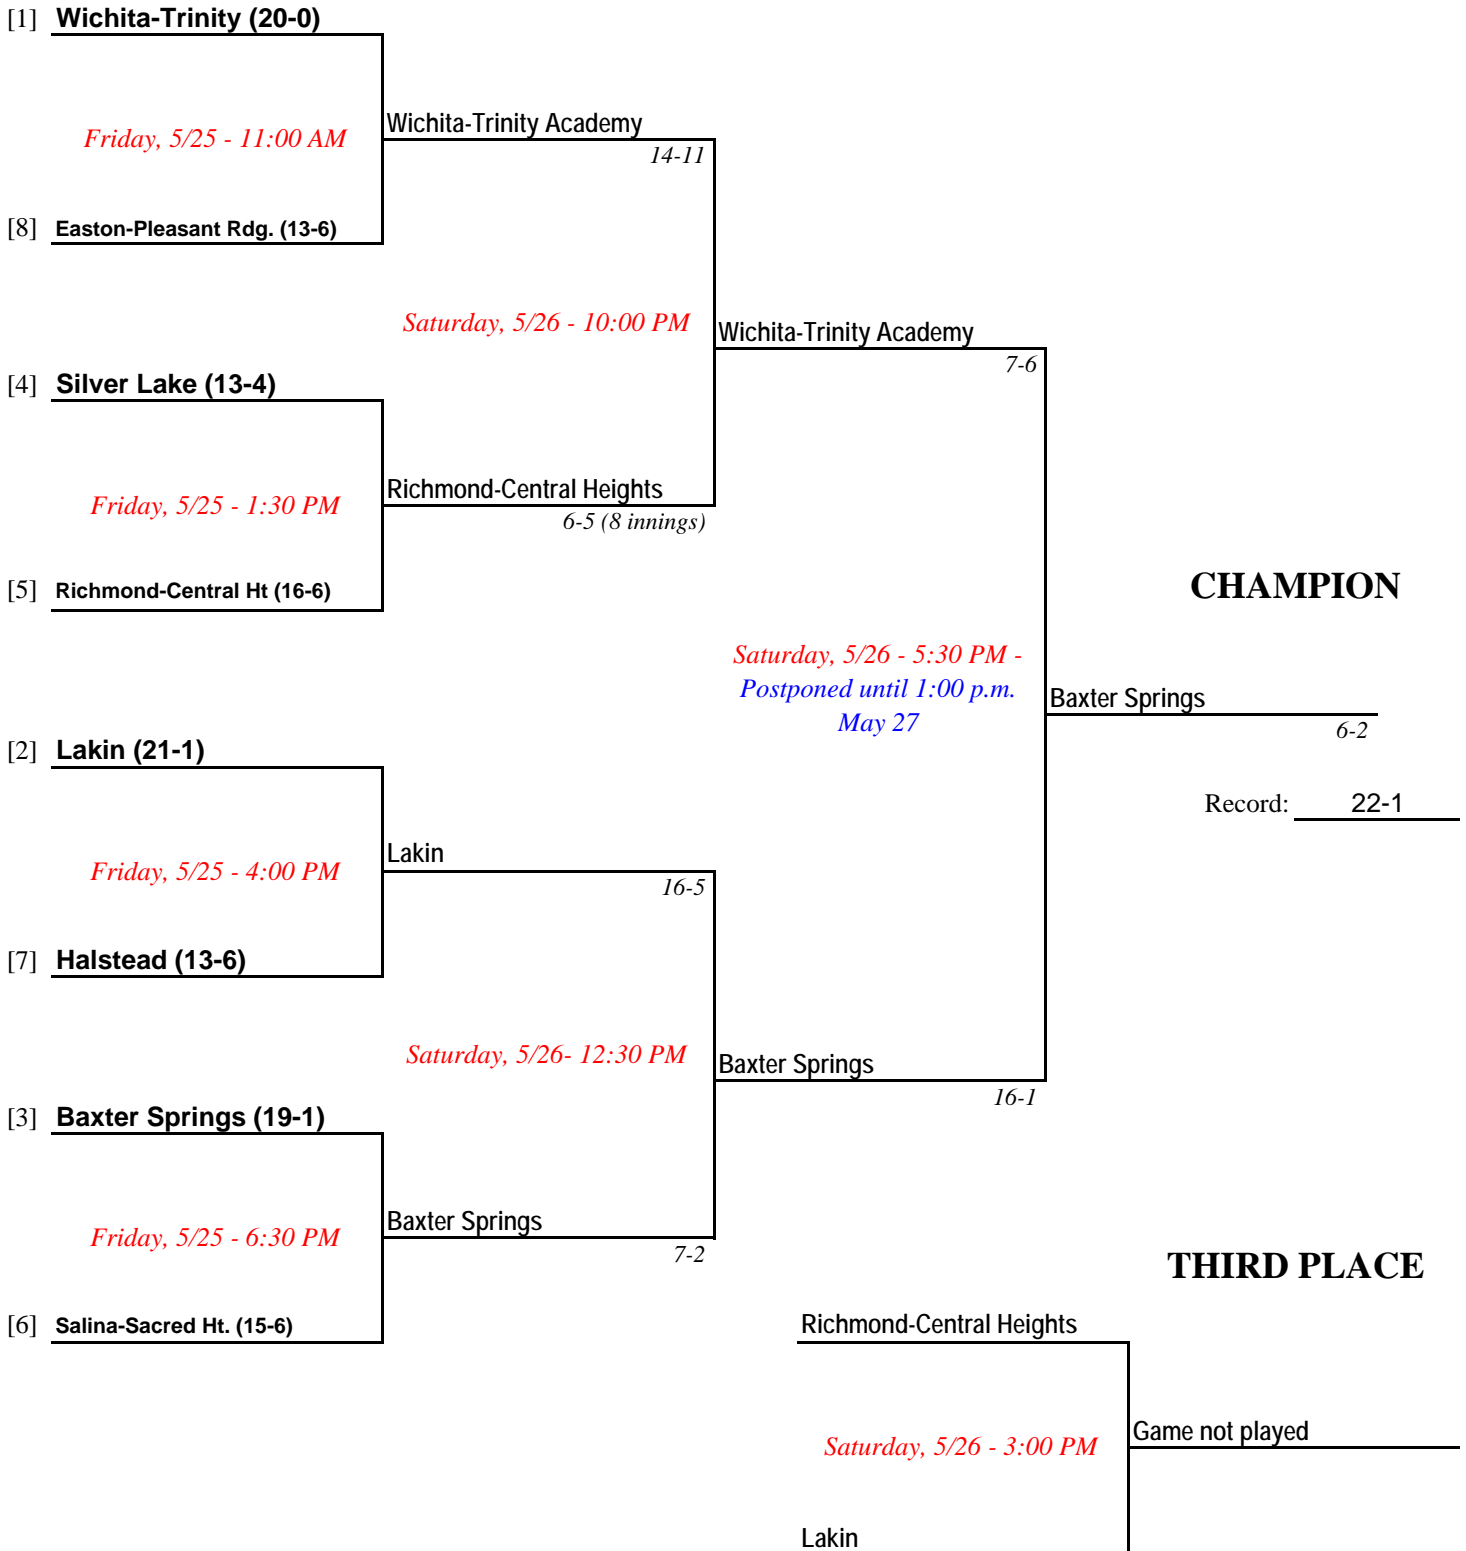 [1] Wichita-Trinity (20-0)
Wichita-Trinity Academy
Friday, 5/25 - 11:00 AM
14-11
[8] Easton-Pleasant Rdg. (13-6)
Saturday, 5/26 - 10:00 PM
Wichita-Trinity Academy
7-6
[4] Silver Lake (13-4)
Richmond-Central Heights
Friday, 5/25 - 1:30 PM
6-5 (8 innings)
[5] Richmond-Central Ht (16-6)
CHAMPION
Saturday, 5/26 - 5:30 PM -
Postponed until 1:00 p.m.
May 27
Baxter Springs
6-2
[2] Lakin (21-1)
Record: 22-1
Lakin
Friday, 5/25 - 4:00 PM
16-5
[7] Halstead (13-6)
Saturday, 5/26- 12:30 PM
Baxter Springs
16-1
[3] Baxter Springs (19-1)
Baxter Springs
Friday, 5/25 - 6:30 PM
7-2
THIRD PLACE
[6] Salina-Sacred Ht. (15-6)
Richmond-Central Heights
Game not played
Saturday, 5/26 - 3:00 PM
Lakin